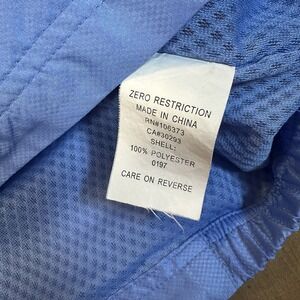 ZERO RESTRICTION
MADE IN CHINA
RN#106373
CA#30293
SHELL:
100% POLYESTER
0197
CARE ON REVERSE